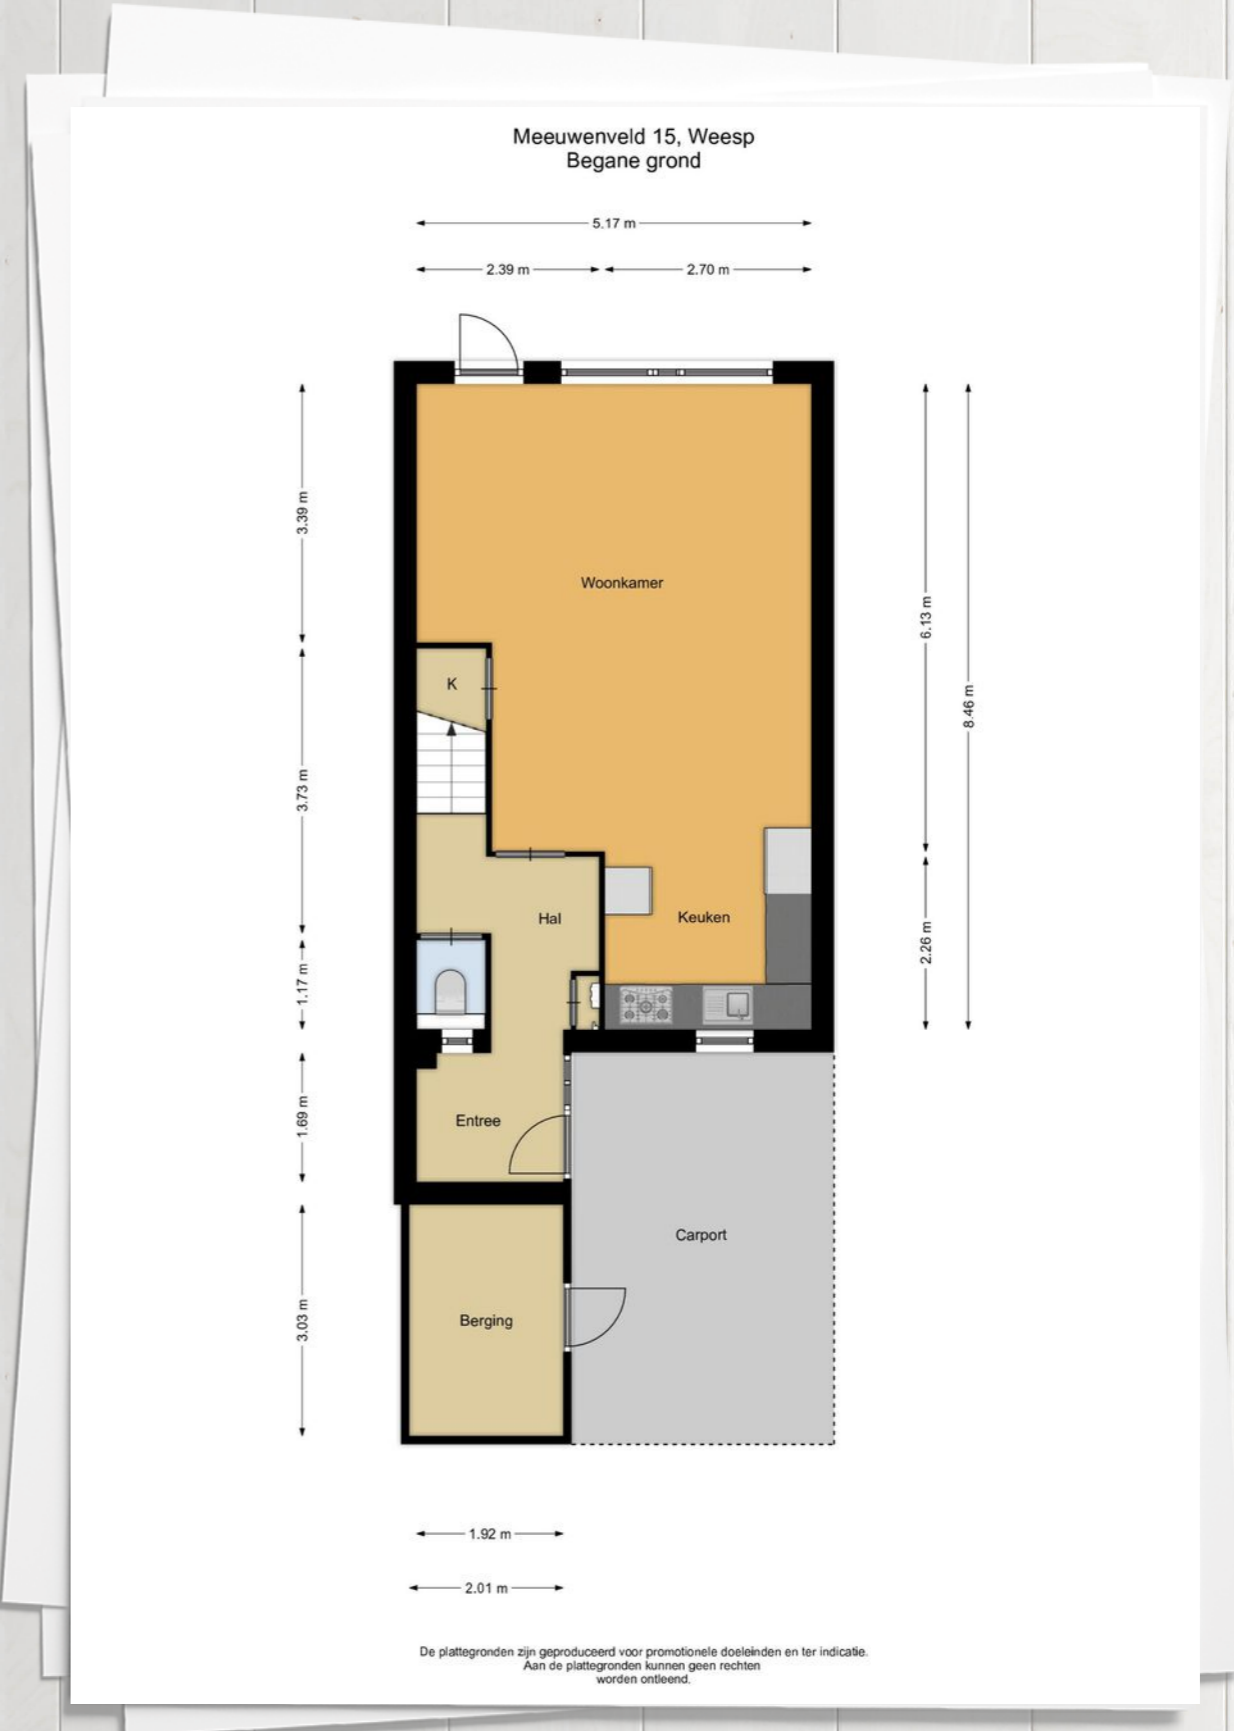 Meeuwenveld 15, Weesp
Begane grond
5.17 m
2.39 m
2.70 m
3.39 m
6.13 m
Woonkamer
K
8.46 m
3.73 m
Hal
Keuken
2.26 m
1.17 m
1.69 m
Entree
Carport
3.03 m
Berging
1.92 m
2.01 m
De plattegronden zijn geproduceerd voor promotionele doeleinden en ter indicatie.
Aan de plattegronden kunnen geen rechten
worden ontleend.